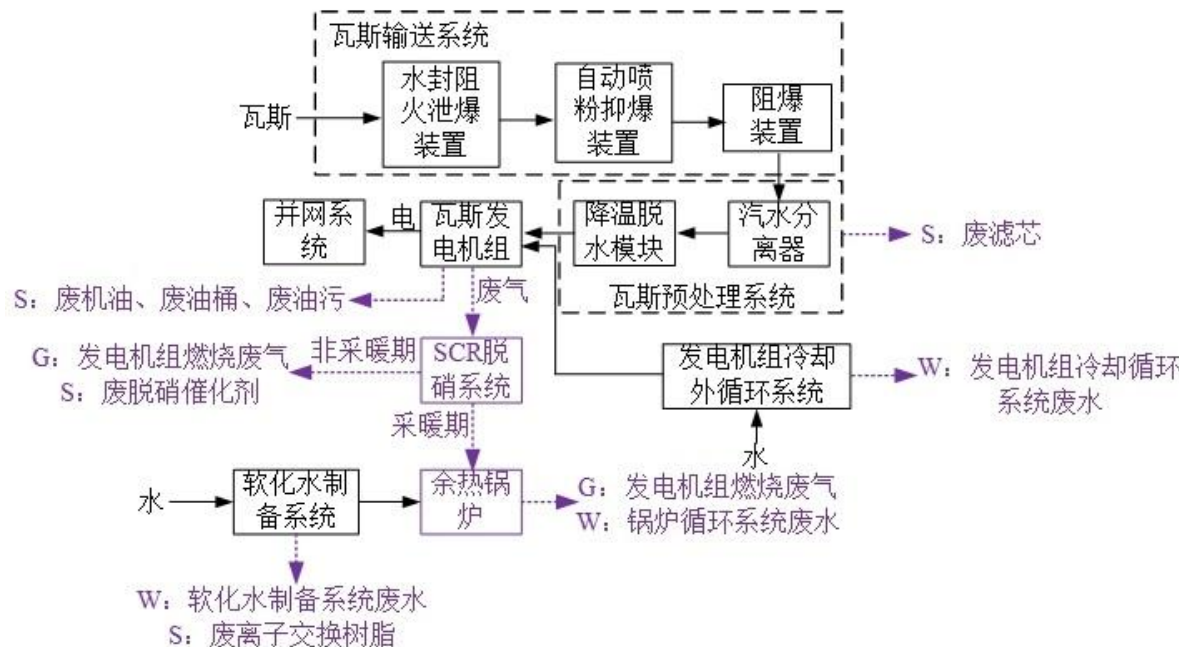 瓦斯输送系统
水封阻
火泄爆
装置
自动喷
粉抑爆
装置
阻爆
装置
瓦斯
并网系
统
电
瓦斯发
电机组
降温脱
水模块
汽水分
离器
S：废滤芯
瓦斯预处理系统
S：废机油、废油桶、废油污
废气
G：发电机组燃烧废气
S：废脱硝催化剂
非采暖期
SCR脱
硝系统
发电机组冷却
外循环系统
W：发电机组冷却循环
系统废水
采暖期
水
水
软化水制
备系统
余热锅
炉
G：发电机组燃烧废气
W：锅炉循环系统废水
W：软化水制备系统废水
S：废离子交换树脂